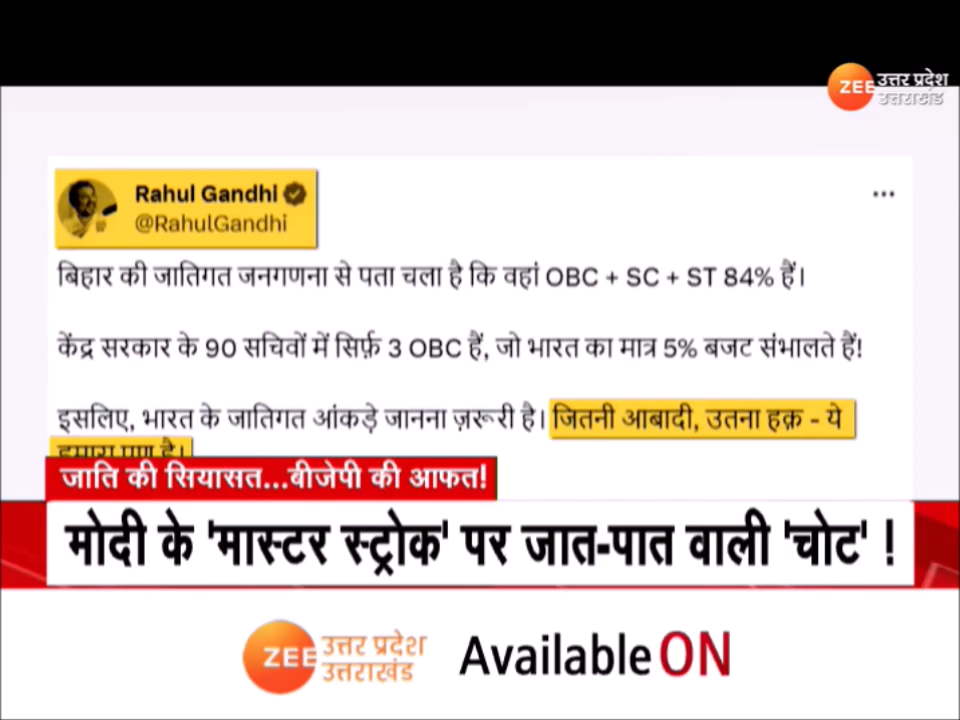 ZEE उत्तर प्रदेश
उत्तराखंड
Rahul Gandhi
@RahulGandhi
बिहार की जातिगत जनगणना से पता चला है कि वहां OBC + SC + ST 84% हैं।
केंद्र सरकार के 90 सचिवों में सिर्फ़ 3 OBC हैं, जो भारत का मात्र 5% बजट संभालते हैं!
इसलिए, भारत के जातिगत आंकड़े जानना ज़रूरी है। जितनी आबादी, उतना हक़ - ये
हमारा प्रण है।
जाति की सियासत...बीजेपी की आफत!
मोदी के 'मास्टर स्ट्रोक' पर जात-पात वाली 'चोट' !
ZEE उत्तर प्रदेश
उत्तराखंड
Available ON